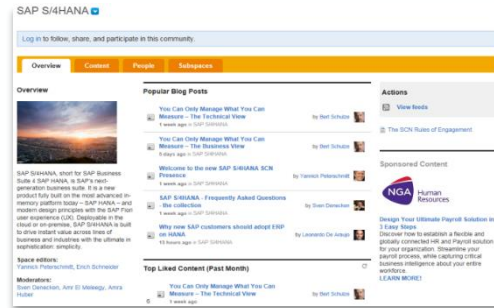 SAP S/4HANA
Log in to follow, share, and participate in this community.
Overview
Content
People
Subspaces
Overview
SAP S/4HANA, short for SAP Business
Suite 4 SAP HANA, is SAP's next-
generation business suite. It is a new
product fully built on the most advanced in-
memory platform today – SAP HANA – and
modern design principles with the SAP Fiori
user experience (UX). Deployable in the
cloud or on-premise, SAP S/4HANA is built
to drive instant value across lines of
business and industries with the ultimate in
sophistication: simplicity.
Space editors:
Yannick Peterschmitt, Erich Schneider
Moderators:
Sven Denecken, Amr El Meleegy, Amira
Huber
Popular Blog Posts
You Can Only Manage What You Can
Measure – The Technical View
1 week ago in SAP S/4HANA
by Bert Schulze
You Can Only Manage What You Can
Measure – The Business View
5 days ago in SAP S/4HANA
by Bert Schulze
Welcome to the new SAP S/4HANA SCN
Presence
1 week ago in SAP S/4HANA
by Yannick Peterschmitt
SAP S/4HANA - Frequently Asked Questions
- the collection
1 week ago in SAP S/4HANA
by Sven Denecken
Why new SAP customers should adopt ERP
on HANA
13 hours ago in SAP S/4HANA
by Leonardo De Araujo
Top Liked Content (Past Month)
6
You Can Only Manage What You Can
Measure – The Technical View
1 week ago
by Bert Schulze
Actions
View feeds
The SCN Rules of Engagement
Sponsored Content
NGA Human
Resources
Design Your Ultimate Payroll Solution in
3 Easy Steps
Discover how to establish a flexible and
globally connected HR and Payroll solution
for your organization. Streamline your
payroll process, while capturing critical
business intelligence about your entire
workforce.
LEARN MORE!